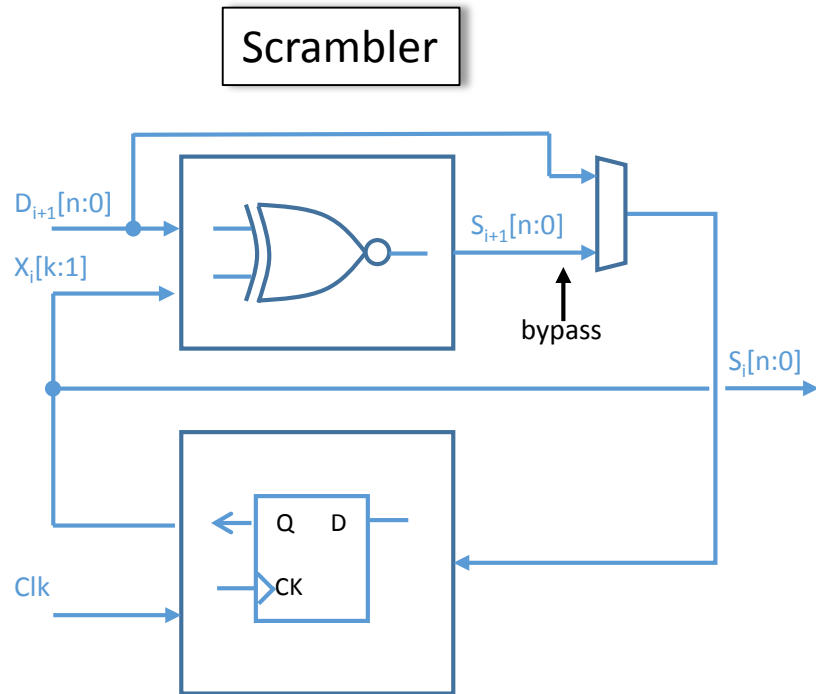 Scrambler
Dᵢ₊₁[n:0]
Sᵢ₊₁[n:0]
Xᵢ[k:1]
bypass
Sᵢ[n:0]
Q D
CK
Clk